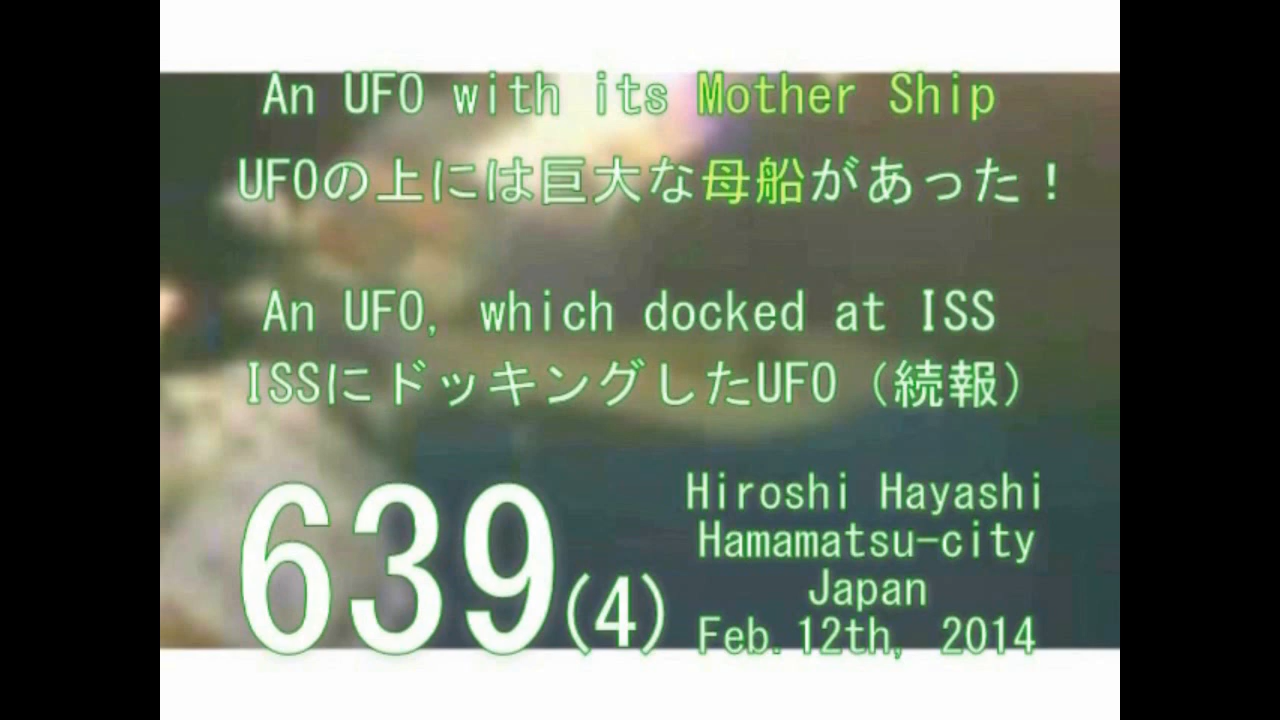 An UFO with its Mother Ship
UFOの上には巨大な母船があった！
An UFO, which docked at ISS
ISSにドッキングしたUFO（続報）
639(4)
Hiroshi Hayashi
Hamamatsu-city
Japan
Feb.12th, 2014